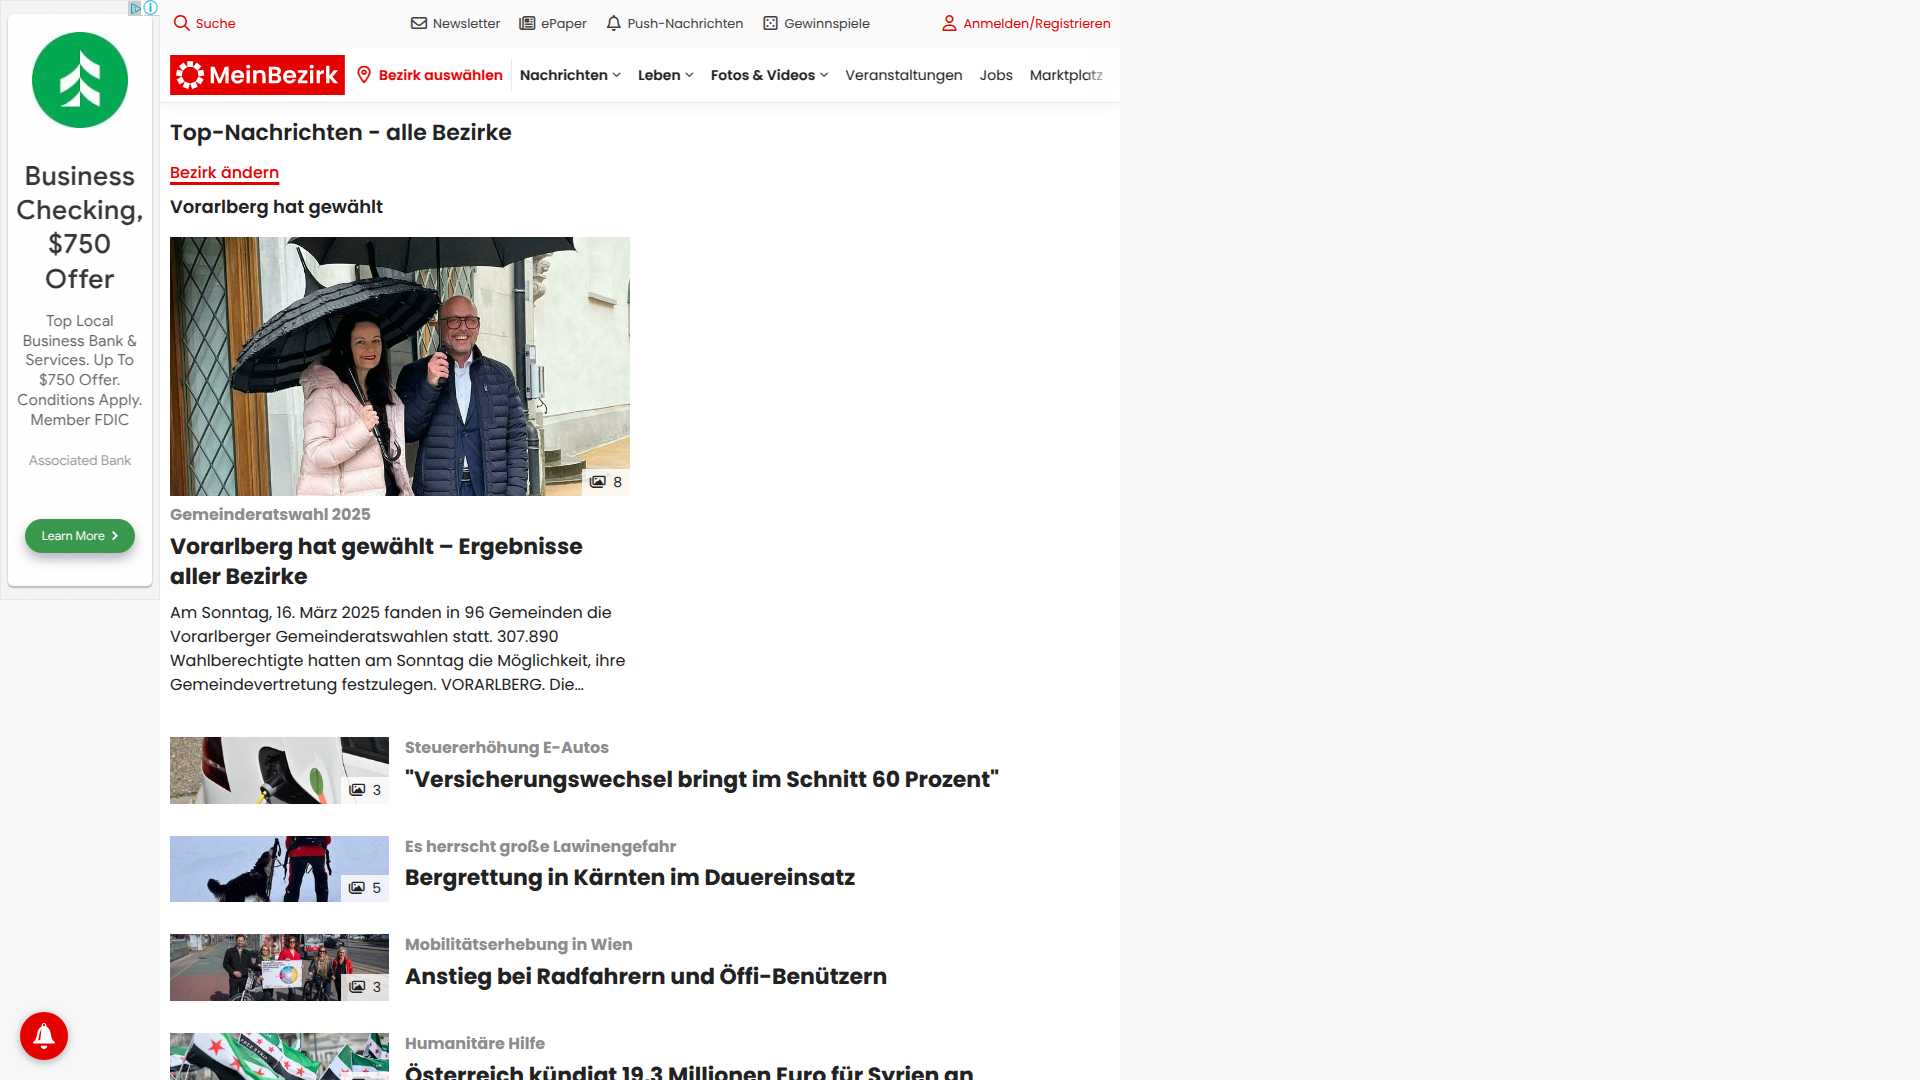 Suche
Newsletter
ePaper
Push-Nachrichten
Gewinnspiele
Anmelden/Registrieren
MeinBezirk
Bezirk auswählen
Nachrichten
Leben
Fotos & Videos
Veranstaltungen
Jobs
Marktplatz
Business
Checking,
$750
Offer
Top Local
Business Bank &
Services. Up To
$750 Offer.
Conditions Apply.
Member FDIC
Associated Bank
Learn More
Top-Nachrichten - alle Bezirke
Bezirk ändern
Vorarlberg hat gewählt
8
Gemeinderatswahl 2025
Vorarlberg hat gewählt – Ergebnisse
aller Bezirke
Am Sonntag, 16. März 2025 fanden in 96 Gemeinden die
Vorarlberger Gemeinderatswahlen statt. 307.890
Wahlberechtigte hatten am Sonntag die Möglichkeit, ihre
Gemeindevertretung festzulegen. VORARLBERG. Die…
3
Steuererhöhung E-Autos
"Versicherungswechsel bringt im Schnitt 60 Prozent"
5
Es herrscht große Lawinengefahr
Bergrettung in Kärnten im Dauereinsatz
3
Mobilitätserhebung in Wien
Anstieg bei Radfahrern und Öffi-Benützern
Humanitäre Hilfe
Österreich kündigt 19,3 Millionen Euro für Syrien an